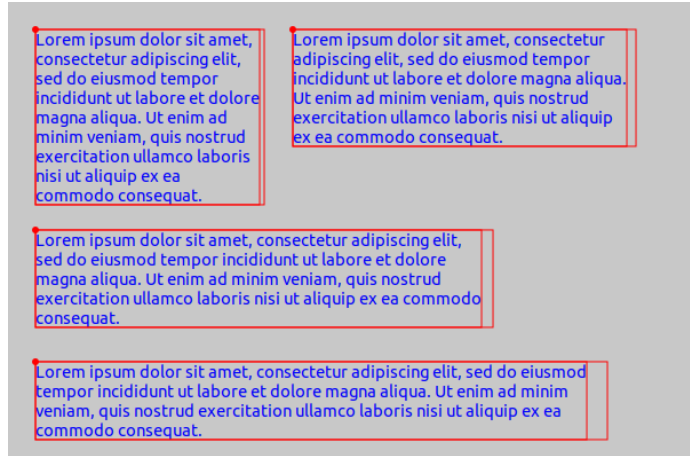 Lorem ipsum dolor sit amet,
consectetur adipiscing elit,
sed do eiusmod tempor
incididunt ut labore et dolore
magna aliqua. Ut enim ad
minim veniam, quis nostrud
exercitation ullamco laboris
nisi ut aliquip ex ea
commodo consequat.
Lorem ipsum dolor sit amet, consectetur
adipiscing elit, sed do eiusmod tempor
incididunt ut labore et dolore magna aliqua.
Ut enim ad minim veniam, quis nostrud
exercitation ullamco laboris nisi ut aliquip
ex ea commodo consequat.
Lorem ipsum dolor sit amet, consectetur adipiscing elit,
sed do eiusmod tempor incididunt ut labore et dolore
magna aliqua. Ut enim ad minim veniam, quis nostrud
exercitation ullamco laboris nisi ut aliquip ex ea commodo
consequat.
Lorem ipsum dolor sit amet, consectetur adipiscing elit, sed do eiusmod
tempor incididunt ut labore et dolore magna aliqua. Ut enim ad minim
veniam, quis nostrud exercitation ullamco laboris nisi ut aliquip ex ea
commodo consequat.